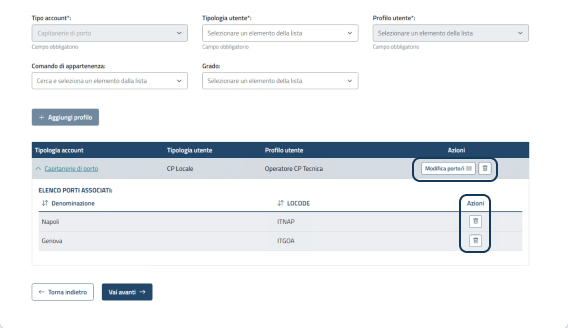 Tipo account*: Tipologia utente*: Profilo utente*:
Capitanerie di porto Selezionare un elemento della lista Selezionare un elemento della lista
Campo obbligatorio Campo obbligatorio Campo obbligatorio
Comando di appartenenza: Grado:
Cerca e seleziona un elemento dalla lista Selezionare un elemento della lista
+ Aggiungi profilo
Tipologia account Tipologia utente Profilo utente Azioni
Capitanerie di porto CP Locale Operatore CP Tecnica Modifica porto/i
ELENCO PORTI ASSOCIATI:
↓↑ Denominazione ↓↑ LOCODE Azioni
Napoli ITNAP
Genova ITGOA
← Torna indietro Vai avanti →